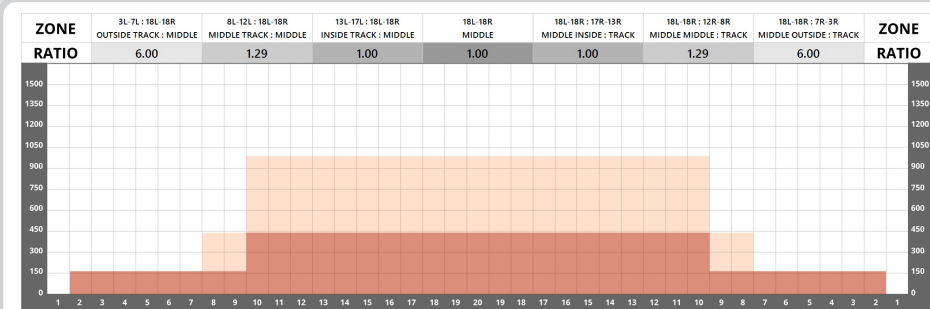 ZONE 3L-7L : 18L-18R 8L-12L : 18L-18R 13L-17L : 18L-18R 18L-18R 18L-18R : 17R-13R 18L-18R : 12R-8R 18L-18R : 7R-3R ZONE
OUTSIDE TRACK : MIDDLE MIDDLE TRACK : MIDDLE INSIDE TRACK : MIDDLE MIDDLE MIDDLE INSIDE : TRACK MIDDLE MIDDLE : TRACK MIDDLE OUTSIDE : TRACK
RATIO 6.00 1.29 1.00 1.00 1.00 1.29 6.00 RATIO
1500 1500
1350 1350
1200 1200
1050 1050
900 900
750 750
600 600
450 450
300 300
150 150
0 0
1 2 3 4 5 6 7 8 9 10 11 12 13 14 15 16 17 18 19 20 19 18 17 16 15 14 13 12 11 10 9 8 7 6 5 4 3 2 1